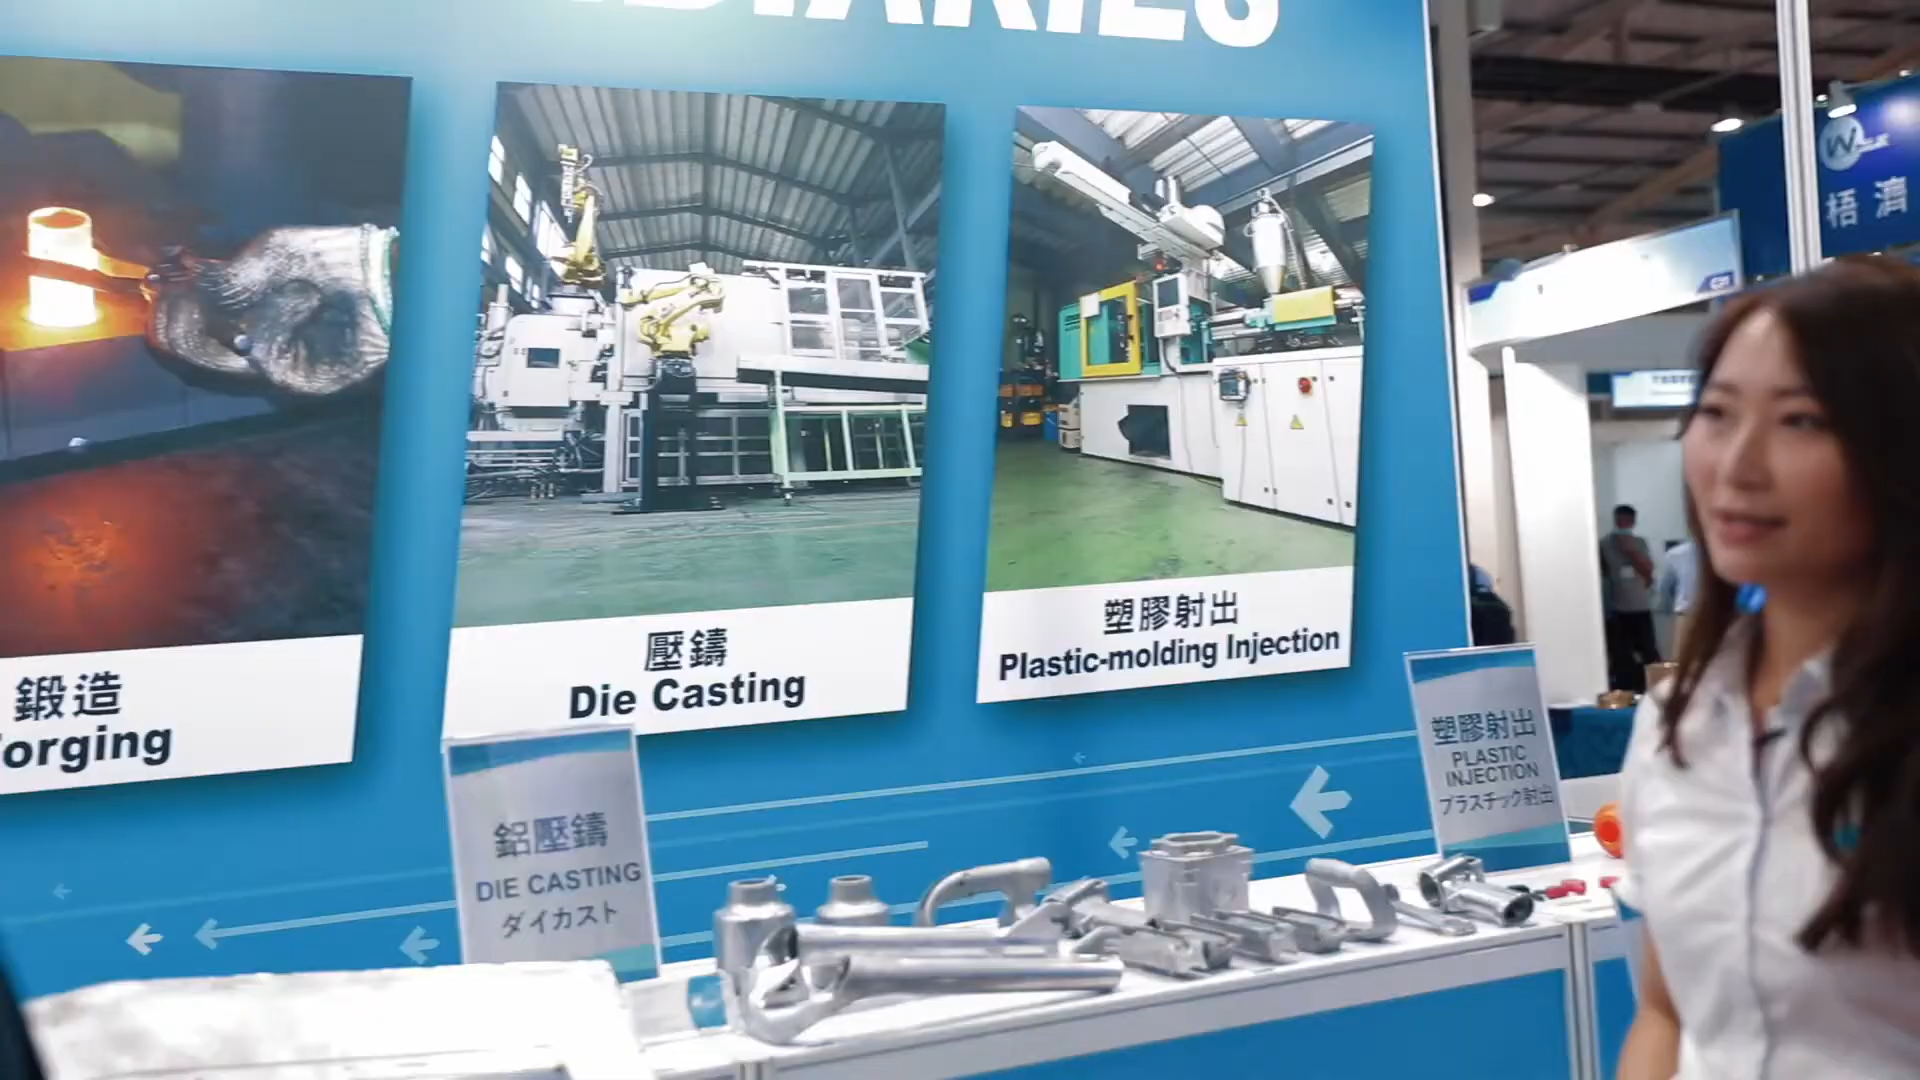 鍛造
壓鑄
Die Casting
塑膠射出
Plastic-molding Injection
鋁壓鑄
DIE CASTING
ダイカスト
塑膠射出
PLASTIC
INJECTION
プラスチック射出
梧濟